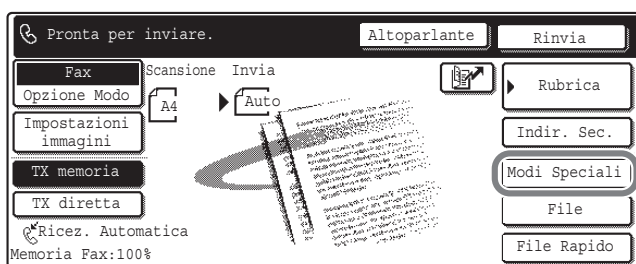 Pronta per inviare.
Altoparlante
Rinvia
Fax
Opzione Modo
Scansione
Invia
A4
Auto
Rubrica
Impostazioni
immagini
Indir. Sec.
TX memoria
Modi Speciali
TX diretta
File
Ricez. Automatica
Memoria Fax:100%
File Rapido